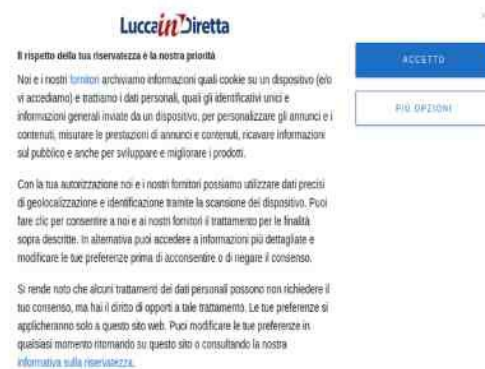 LuccainDiretta
Il rispetto della tua riservatezza è la nostra priorità
Noi e i nostri fornitori archiviamo informazioni quali cookie su un dispositivo (e/o
vi accediamo) e trattiamo i dati personali, quali gli identificativi unici e
informazioni generali inviate da un dispositivo, per personalizzare gli annunci e i
contenuti, misurare le prestazioni di annunci e contenuti, ricavare informazioni
sul pubblico e anche per sviluppare e migliorare i prodotti.
Con la tua autorizzazione noi e i nostri fornitori possiamo utilizzare dati precisi
di geolocalizzazione e identificazione tramite la scansione del dispositivo. Puoi
fare clic per consentire a noi e ai nostri fornitori il trattamento per le finalità
sopra descritte. In alternativa puoi accedere a informazioni più dettagliate e
modificare le tue preferenze prima di acconsentire o di negare il consenso.
Si rende noto che alcuni trattamenti dei dati personali possono non richiedere il
tuo consenso, ma hai il diritto di opporti a tale trattamento. Le tue preferenze si
applicheranno solo a questo sito web. Puoi modificare le tue preferenze in
qualsiasi momento ritornando su questo sito o consultando la nostra
informativa sulla riservatezza.
ACCETTO
PIÙ OPZIONI